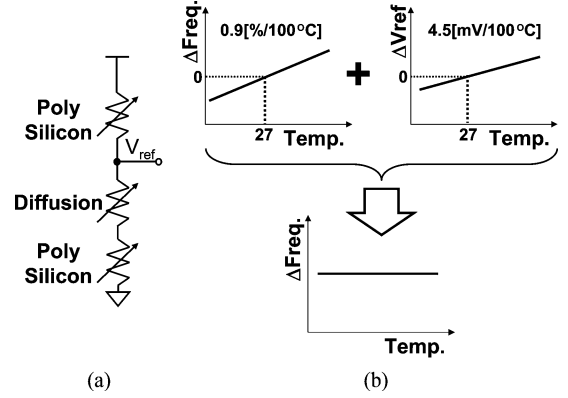 Poly
Silicon
Vref
Diffusion
Poly
Silicon
(a)
ΔFreq.
0.9[%/100°C]
0
27
Temp.
+
ΔVref
4.5[mV/100°C]
0
27
Temp.
ΔFreq.
Temp.
(b)